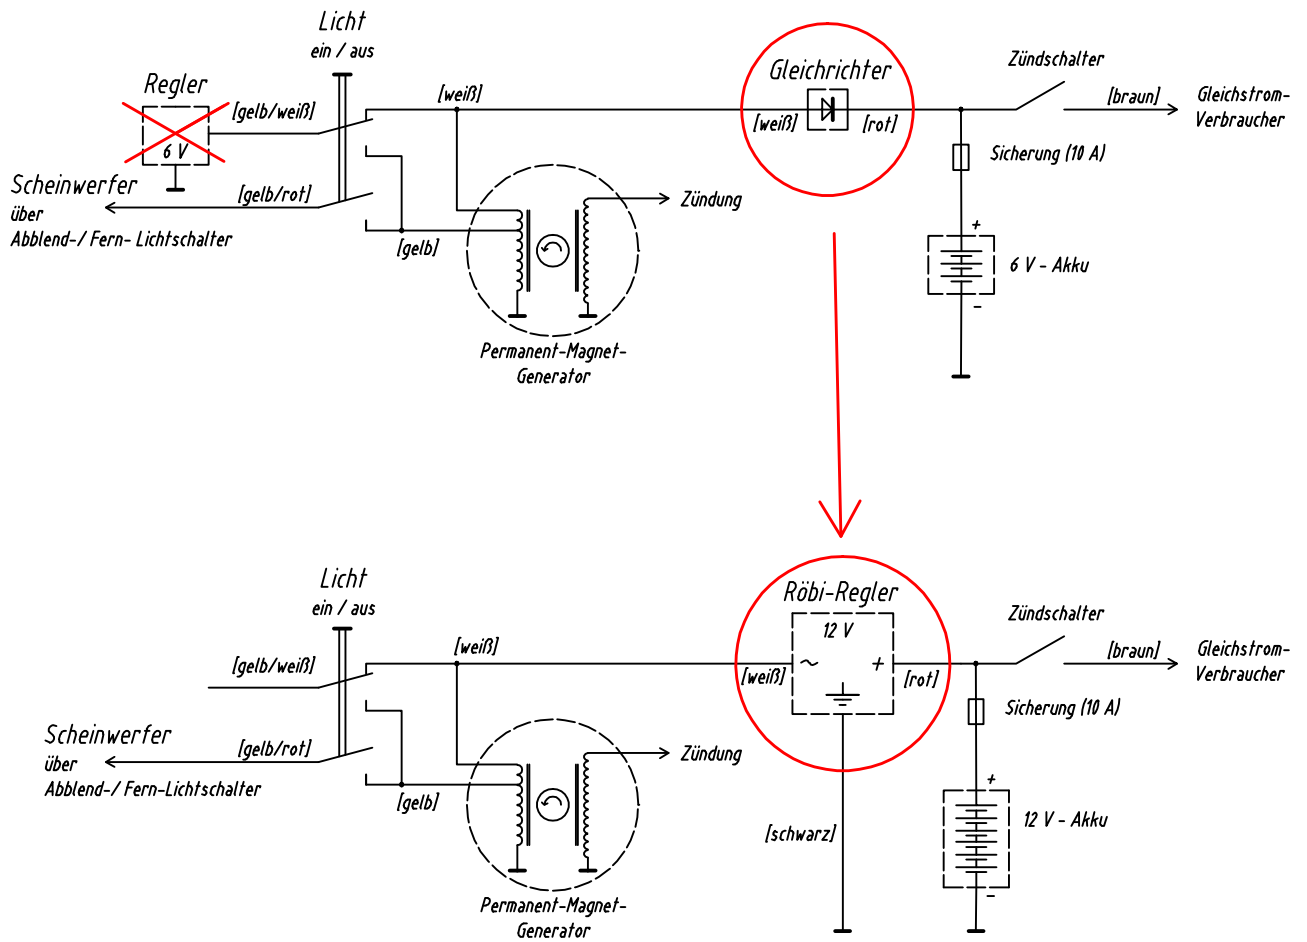 Licht
ein / aus
Regler
6 V
[gelb/weiß]
[weiß]
Gleichrichter
[weiß]
[rot]
Zündschalter
[braun]
Gleichstrom-
Verbraucher
Sicherung (10 A)
Scheinwerfer
über
Abblend-/ Fern- Lichtschalter
[gelb/rot]
[gelb]
Zündung
+
6 V - Akku
-
Permanent-Magnet-
Generator
Licht
ein / aus
[gelb/weiß]
[weiß]
Röbi-Regler
12 V
~
+
[weiß]
[rot]
Zündschalter
[braun]
Gleichstrom-
Verbraucher
Sicherung (10 A)
Scheinwerfer
über
Abblend-/ Fern-Lichtschalter
[gelb/rot]
[gelb]
Zündung
[schwarz]
+
12 V - Akku
-
Permanent-Magnet-
Generator